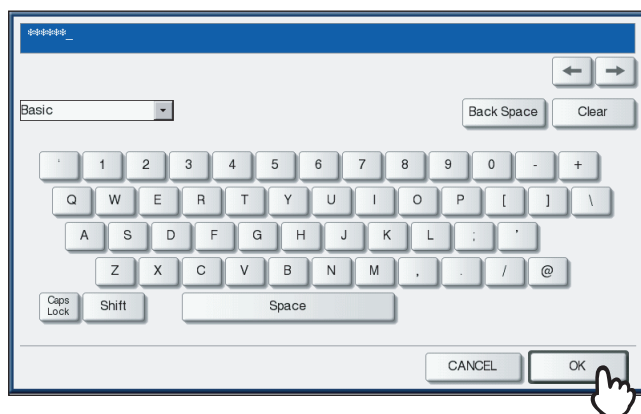 ******_
Basic Back Space Clear
` 1 2 3 4 5 6 7 8 9 0 - +
Q W E R T Y U I O P [ ] \
A S D F G H J K L ; '
Z X C V B N M , . / @
Caps Lock Shift Space
CANCEL OK